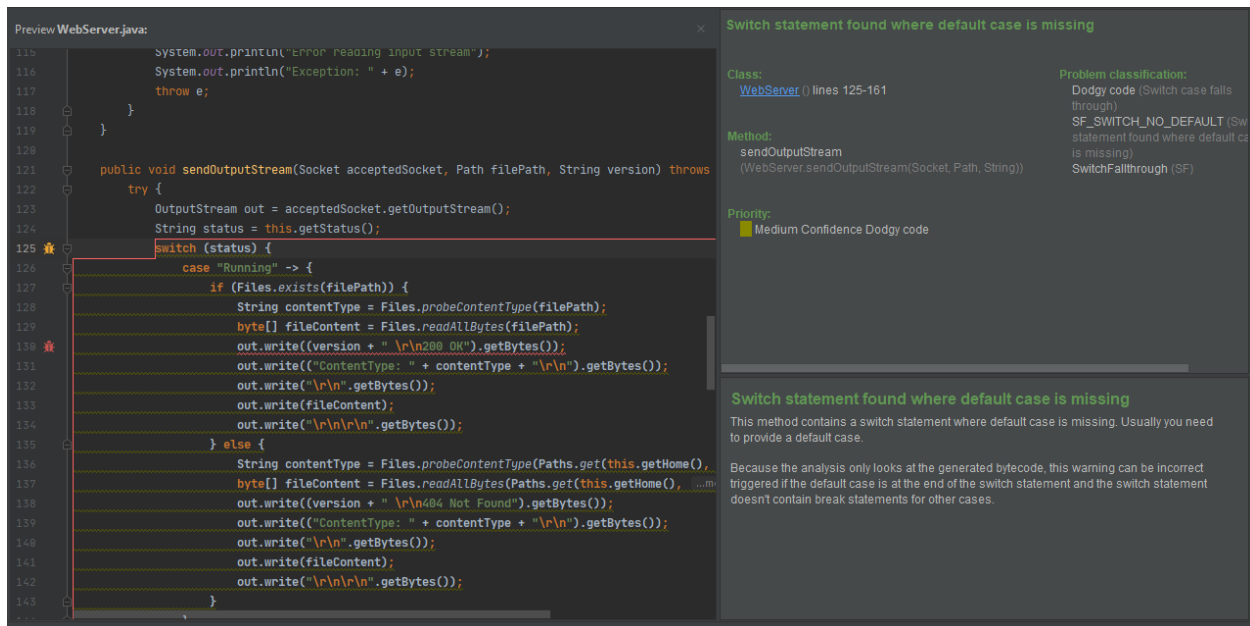 Preview WebServer.java:
115 System.out.println("Error reading input stream");
116 System.out.println("Exception: " + e);
117 throw e;
118 }
119 }
120
121 public void sendOutputStream(Socket acceptedSocket, Path filePath, String version) throws
122 try {
123 OutputStream out = acceptedSocket.getOutputStream();
124 String status = this.getStatus();
125 switch (status) {
126 case "Running" -> {
127 if (Files.exists(filePath)) {
128 String contentType = Files.probeContentType(filePath);
129 byte[] fileContent = Files.readAllBytes(filePath);
130 out.write((version + " \r\n200 OK").getBytes());
131 out.write(("ContentType: " + contentType + "\r\n").getBytes());
132 out.write("\r\n".getBytes());
133 out.write(fileContent);
134 out.write("\r\n\r\n".getBytes());
135 } else {
136 String contentType = Files.probeContentType(Paths.get(this.getHome(),
137 byte[] fileContent = Files.readAllBytes(Paths.get(this.getHome(), ...m
138 out.write((version + " \r\n404 Not Found").getBytes());
139 out.write(("ContentType: " + contentType + "\r\n").getBytes());
140 out.write("\r\n".getBytes());
141 out.write(fileContent);
142 out.write("\r\n\r\n".getBytes());
143 }
Switch statement found where default case is missing
Class:
WebServer () lines 125-161
Method:
sendOutputStream
(WebServer.sendOutputStream(Socket, Path, String))
Priority:
Medium Confidence Dodgy code
Problem classification:
Dodgy code (Switch case falls
through)
SF_SWITCH_NO_DEFAULT (Sw
statement found where default ca
is missing)
SwitchFallthrough (SF)
Switch statement found where default case is missing
This method contains a switch statement where default case is missing. Usually you need
to provide a default case.
Because the analysis only looks at the generated bytecode, this warning can be incorrect
triggered if the default case is at the end of the switch statement and the switch statement
doesn't contain break statements for other cases.